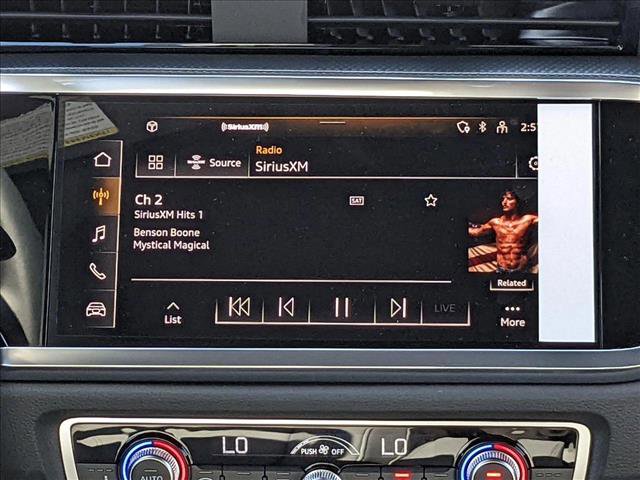 ((SiriusXM))
2:5
Radio
Source
SiriusXM
Ch 2
SAT
SiriusXM Hits 1
Benson Boone
Mystical Magical
Related
List
LIVE
More
LO
PUSH OFF
LO
AUTO